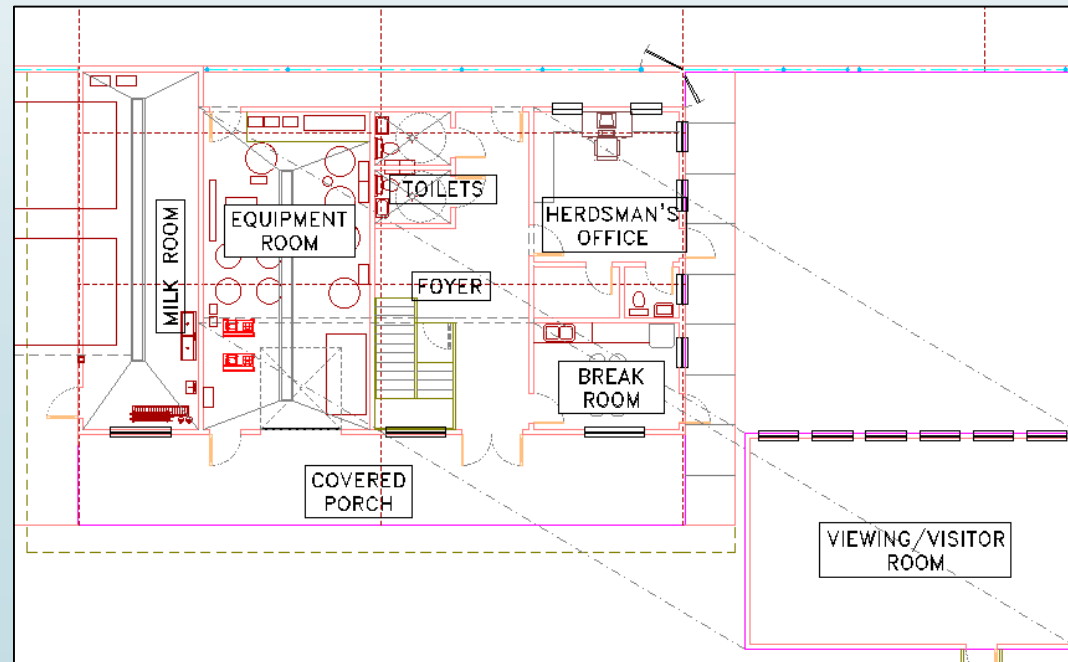 TOILETS
EQUIPMENT
ROOM
MILK ROOM
HERDSMAN'S
OFFICE
FOYER
BREAK
ROOM
COVERED
PORCH
VIEWING/VISITOR
ROOM